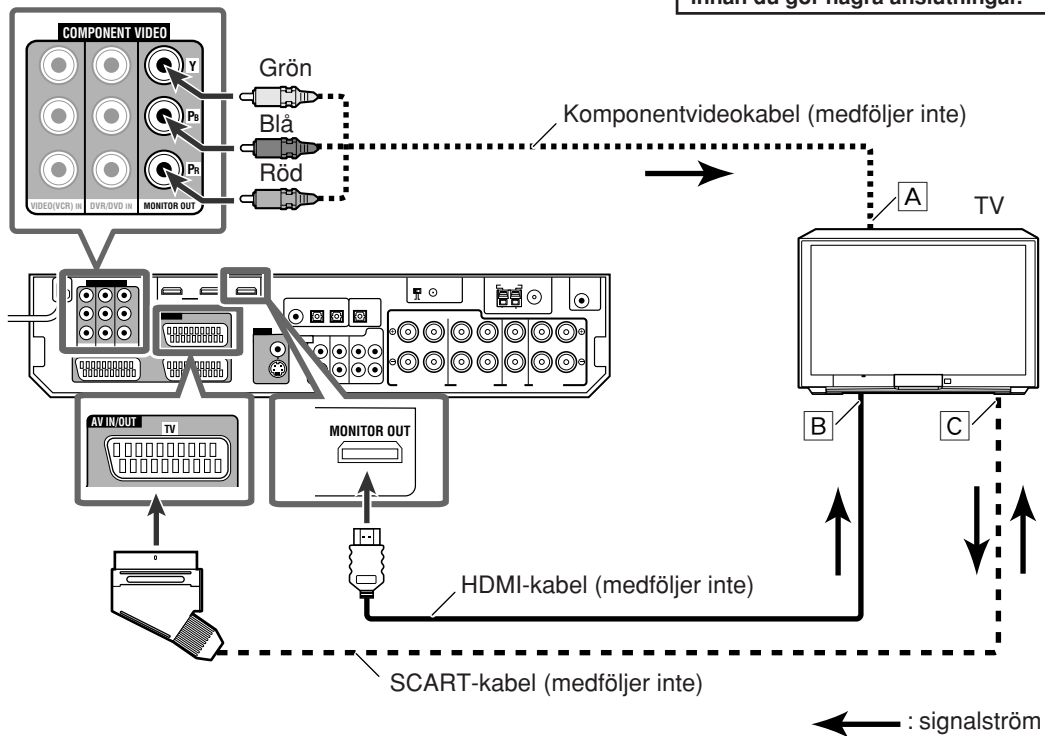 innan du gör några anslutningar.
COMPONENT VIDEO
Y
Grön
PB
Blå
PR
Röd
VIDEO(VCR) IN DVR/DVD IN MONITOR OUT
Komponentvideokabel (medföljer inte)
A
TV
AV IN/OUT
TV
MONITOR OUT
B
C
HDMI-kabel (medföljer inte)
SCART-kabel (medföljer inte)
: signalström